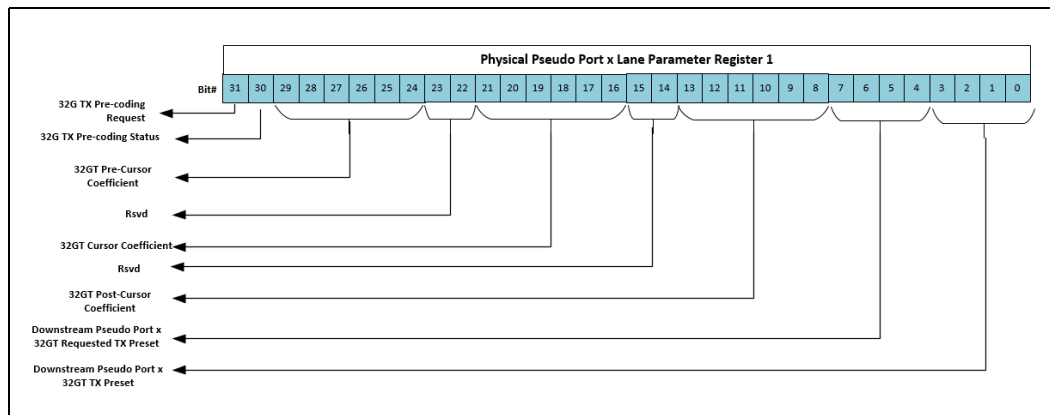 Physical Pseudo Port x Lane Parameter Register 1
Bit# 31 30 29 28 27 26 25 24 23 22 21 20 19 18 17 16 15 14 13 12 11 10 9 8 7 6 5 4 3 2 1 0
32G TX Pre-coding
Request
32G TX Pre-coding Status
32GT Pre-Cursor
Coefficient
Rsvd
32GT Cursor Coefficient
Rsvd
32GT Post-Cursor
Coefficient
Downstream Pseudo Port x
32GT Requested TX Preset
Downstream Pseudo Port x
32GT TX Preset